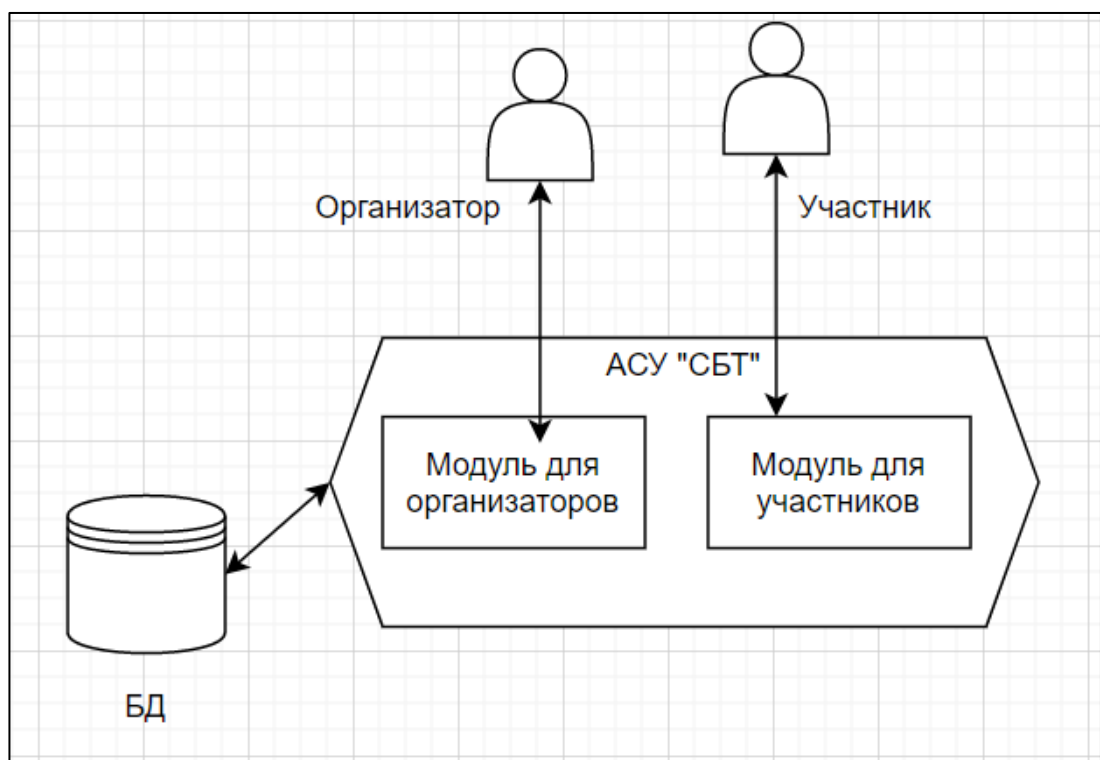 Организатор
Участник
АСУ "СБТ"
Модуль для
организаторов
Модуль для
участников
БД